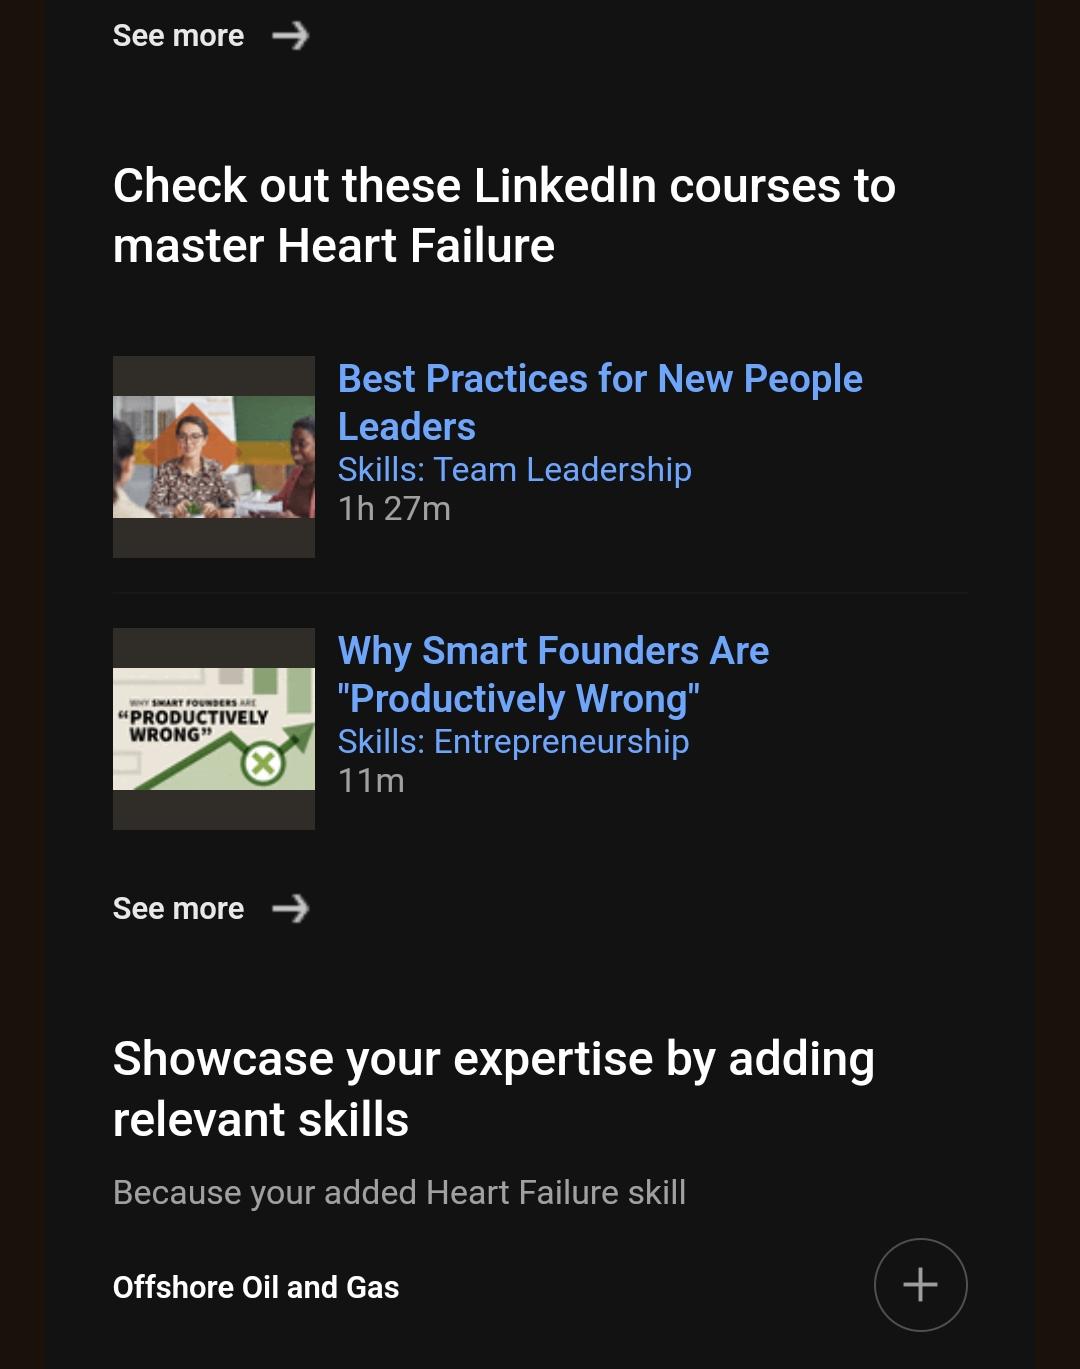 See more
Check out these LinkedIn courses to
master Heart Failure
Best Practices for New People
Leaders
Skills: Team Leadership
1h 27m
WHY SMART FOUNDERS ARE
“PRODUCTIVELY
WRONG”
Why Smart Founders Are
"Productively Wrong"
Skills: Entrepreneurship
11m
See more
Showcase your expertise by adding
relevant skills
Because your added Heart Failure skill
Offshore Oil and Gas